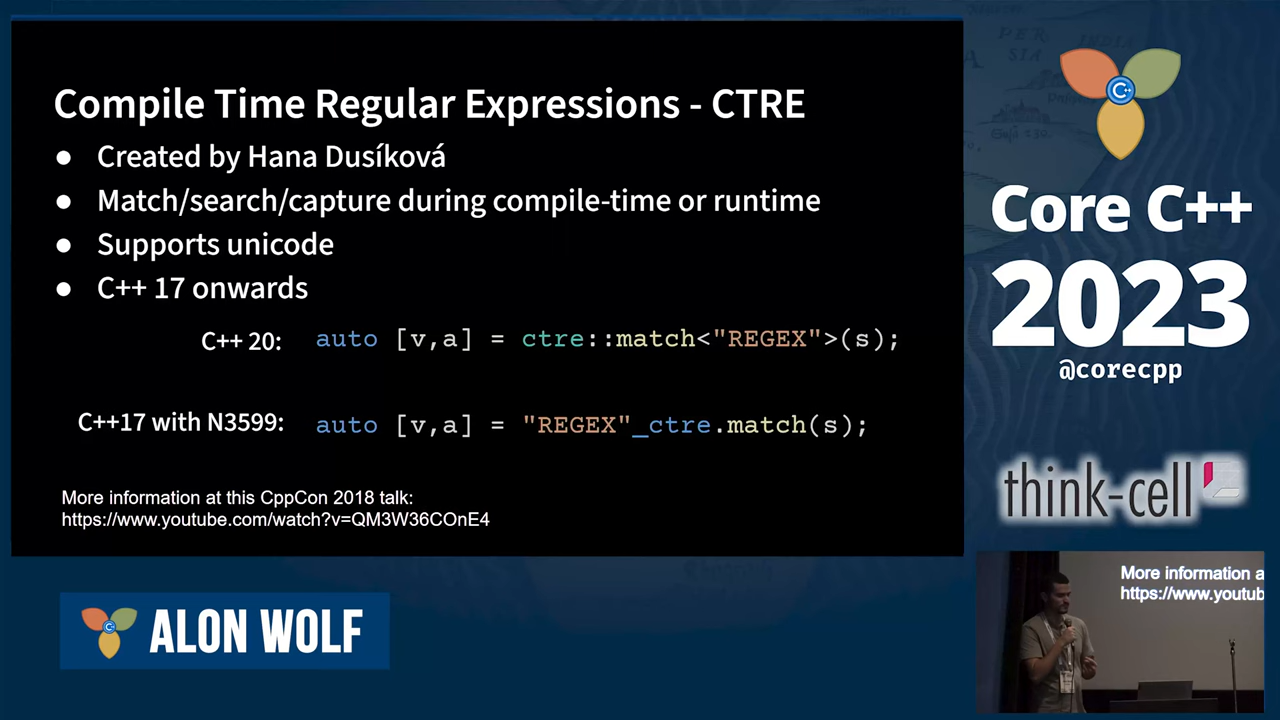 Compile Time Regular Expressions - CTRE
● Created by Hana Dusíková
● Match/search/capture during compile-time or runtime
● Supports unicode
● C++ 17 onwards
C++ 20: auto [v,a] = ctre::match<"REGEX">(s);
C++17 with N3599: auto [v,a] = "REGEX"_ctre.match(s);
More information at this CppCon 2018 talk:
https://www.youtube.com/watch?v=QM3W36COnE4
PER
SIA
INDIA
C++
Core C++
2023
@corecpp
think-cell
More information a
https://www.youtub
C++
ALON WOLF